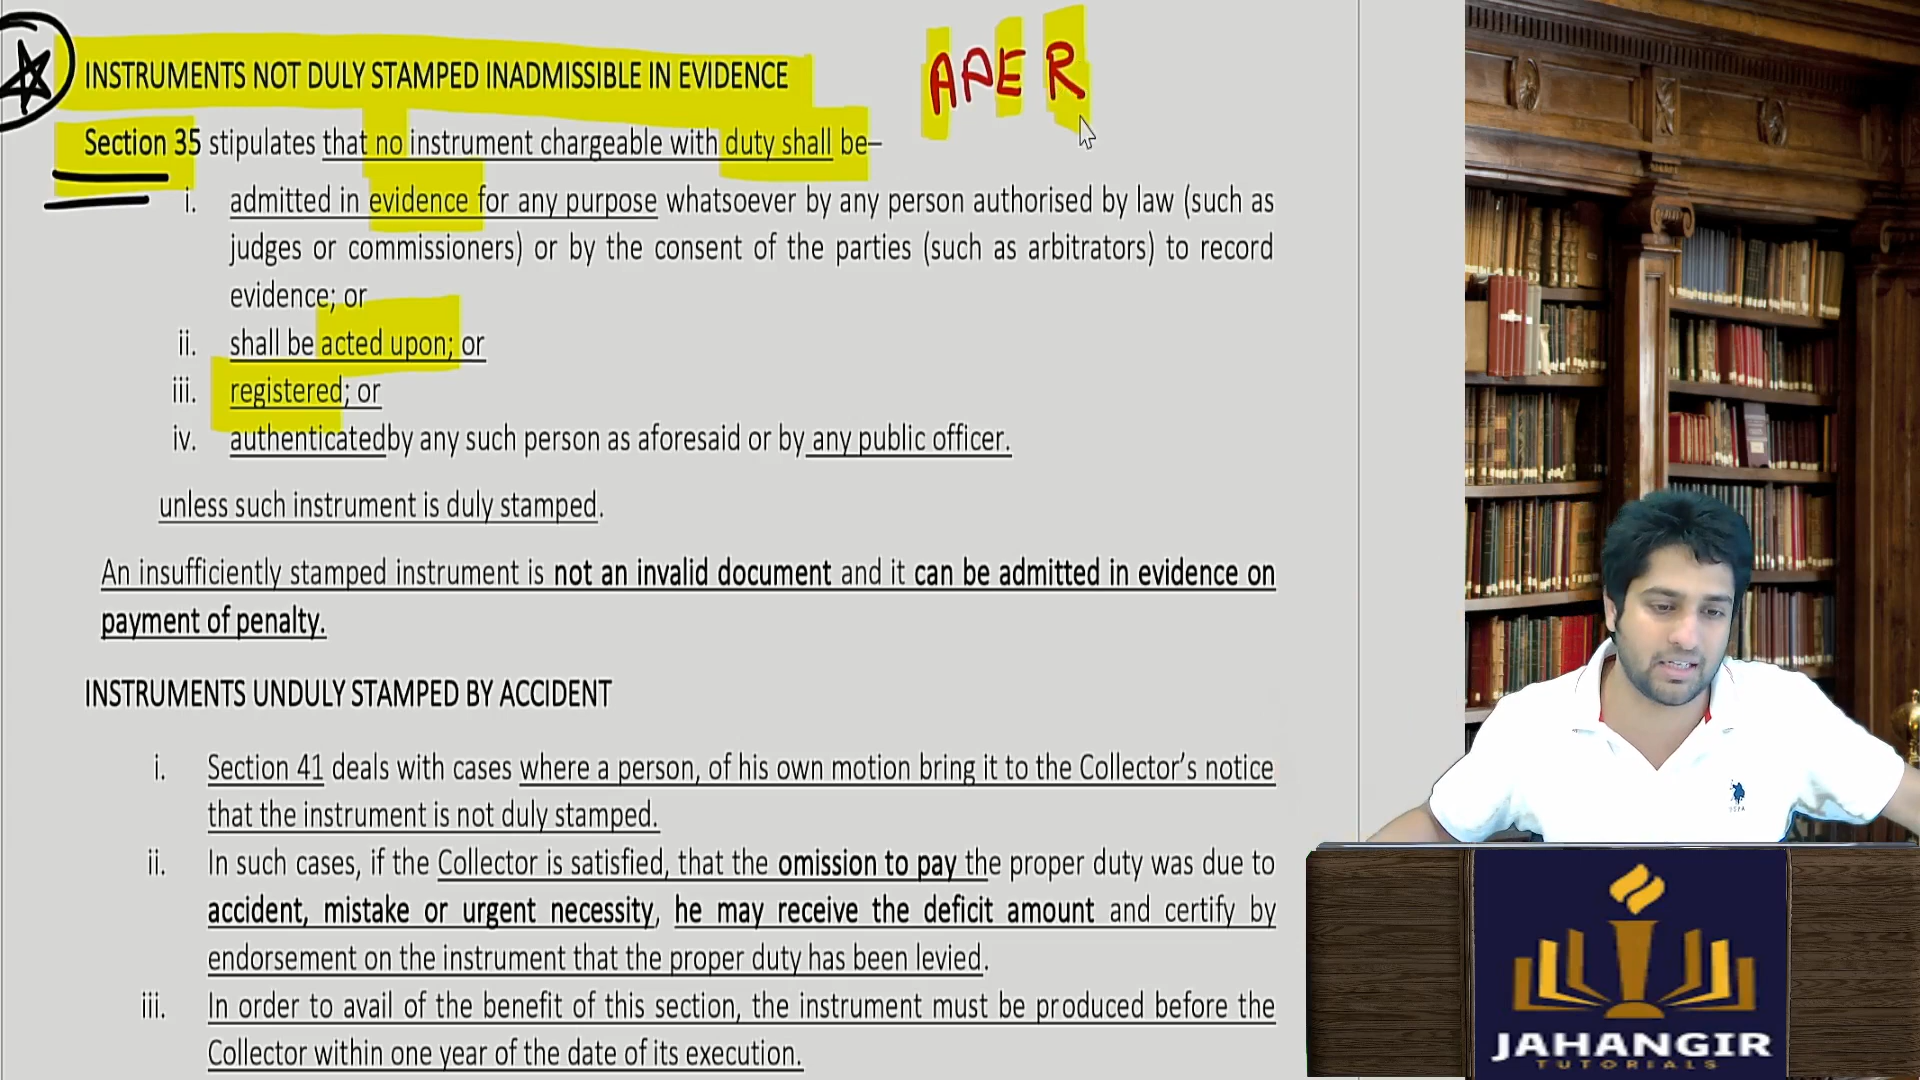 INSTRUMENTS NOT DULY STAMPED INADMISSIBLE IN EVIDENCE
Section 35 stipulates that no instrument chargeable with duty shall be–
i. admitted in evidence for any purpose whatsoever by any person authorised by law (such as
judges or commissioners) or by the consent of the parties (such as arbitrators) to record
evidence; or
ii. shall be acted upon; or
iii. registered; or
iv. authenticatedby any such person as aforesaid or by any public officer.
unless such instrument is duly stamped.
An insufficiently stamped instrument is not an invalid document and it can be admitted in evidence on
payment of penalty.
INSTRUMENTS UNDULY STAMPED BY ACCIDENT
i. Section 41 deals with cases where a person, of his own motion bring it to the Collector's notice
that the instrument is not duly stamped.
ii. In such cases, if the Collector is satisfied, that the omission to pay the proper duty was due to
accident, mistake or urgent necessity, he may receive the deficit amount and certify by
endorsement on the instrument that the proper duty has been levied.
iii. In order to avail of the benefit of this section, the instrument must be produced before the
Collector within one year of the date of its execution.
JAHANGIR
TUTORIALS